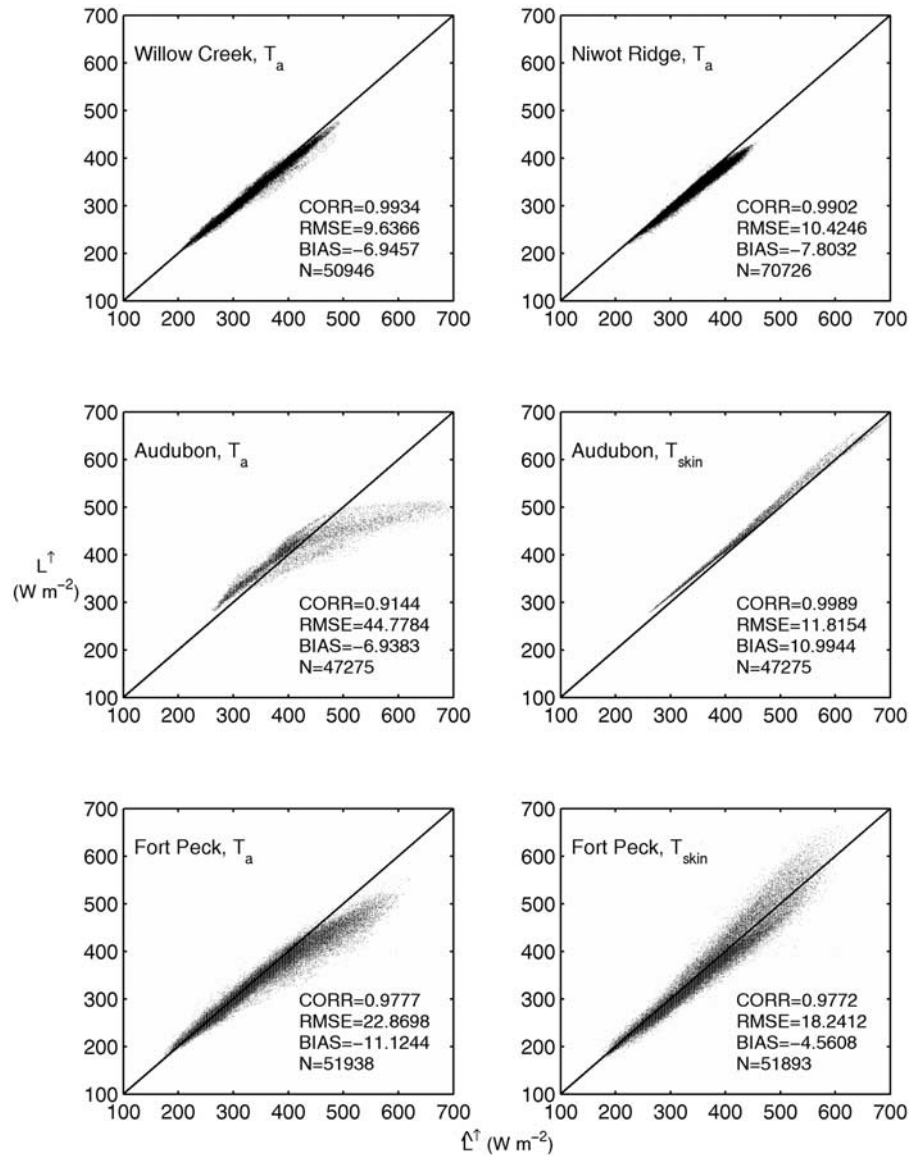 700
600
500
400
300
200
100
Willow Creek, Tₐ
CORR=0.9934
RMSE=9.6366
BIAS=−6.9457
N=50946
100 200 300 400 500 600 700
700
600
500
400
300
200
100
Niwot Ridge, Tₐ
CORR=0.9902
RMSE=10.4246
BIAS=−7.8032
N=70726
100 200 300 400 500 600 700
L↑
(W m⁻²)
700
600
500
400
300
200
100
Audubon, Tₐ
CORR=0.9144
RMSE=44.7784
BIAS=−6.9383
N=47275
100 200 300 400 500 600 700
700
600
500
400
300
200
100
Audubon, T_skin
CORR=0.9989
RMSE=11.8154
BIAS=10.9944
N=47275
100 200 300 400 500 600 700
700
600
500
400
300
200
100
Fort Peck, Tₐ
CORR=0.9777
RMSE=22.8698
BIAS=−11.1244
N=51938
100 200 300 400 500 600 700
700
600
500
400
300
200
100
Fort Peck, T_skin
CORR=0.9772
RMSE=18.2412
BIAS=−4.5608
N=51893
100 200 300 400 500 600 700
L̂↑ (W m⁻²)